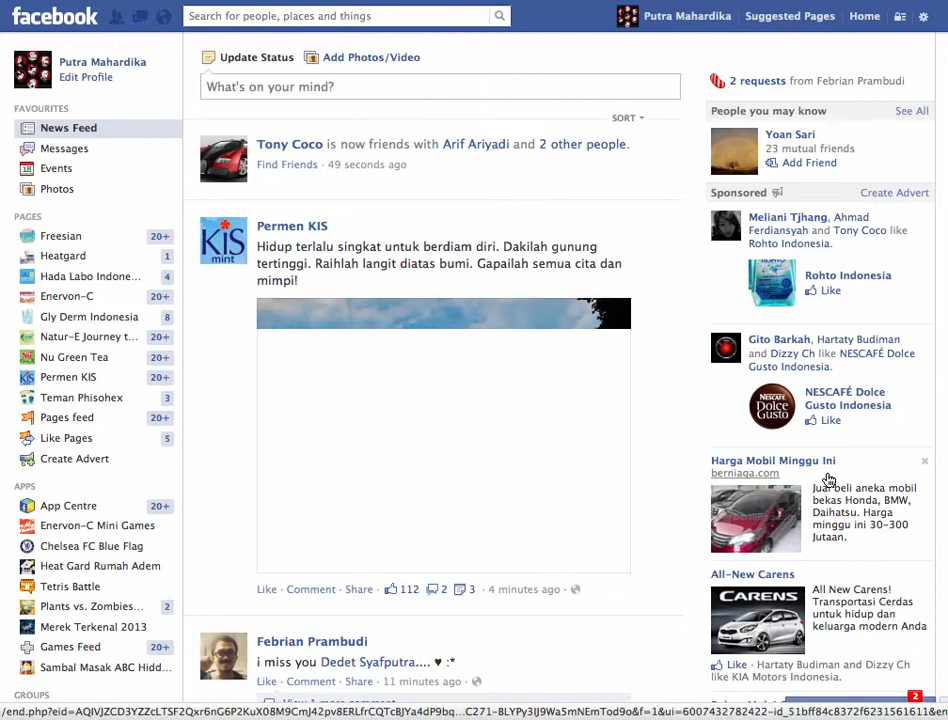 facebook
Search for people, places and things
Putra Mahardika
Suggested Pages
Home
Putra Mahardika
Edit Profile
FAVOURITES
News Feed
Messages
18 Events
Photos
PAGES
Freesian 20+
Heatgard 1
Hada Labo Indone... 4
Enervon-C 20+
Gly Derm Indonesia 8
Natur-E Journey t... 20+
Nu Green Tea 20+
Permen KIS 20+
Teman Phisohex 3
Pages feed 20+
Like Pages 5
Create Advert
APPS
App Centre 20+
Enervon-C Mini Games
Chelsea FC Blue Flag
Heat Gard Rumah Adem
Tetris Battle
Plants vs. Zombies... 2
Merek Terkenal 2013
Games Feed 20+
Sambal Masak ABC Hidd...
GROUPS
Update Status
Add Photos/Video
What's on your mind?
SORT
Tony Coco is now friends with Arif Ariyadi and 2 other people.
Find Friends · 49 seconds ago
KIS
mint
Permen KIS
Hidup terlalu singkat untuk berdiam diri. Dakilah gunung
tertinggi. Raihlah langit diatas bumi. Gapailah semua cita dan
mimpi!
Like · Comment · Share · 112 2 3 · 4 minutes ago ·
Febrian Prambudi
i miss you Dedet Syafputra.... ♥ :*
Like · Comment · Share · 11 minutes ago ·
View 1 more comment
2 requests from Febrian Prambudi
People you may know
See All
Yoan Sari
23 mutual friends
Add Friend
Sponsored
Create Advert
Meliani Tjhang, Ahmad
Ferdiansyah and Tony Coco like
Rohto Indonesia.
Rohto Indonesia
Like
Gito Barkah, Hartaty Budiman
and Dizzy Ch like NESCAFÉ Dolce
Gusto Indonesia.
NESCAFÉ
Dolce
Gusto
NESCAFÉ Dolce
Gusto Indonesia
Like
Harga Mobil Minggu Ini
berniaga.com
Jual beli aneka mobil
bekas Honda, BMW,
Daihatsu. Harga
minggu ini 30-300
Jutaan.
All-New Carens
CARENS
All New Carens!
Transportasi Cerdas
untuk hidup dan
keluarga modern Anda
Like · Hartaty Budiman and Dizzy Ch
like KIA Motors Indonesia.
2